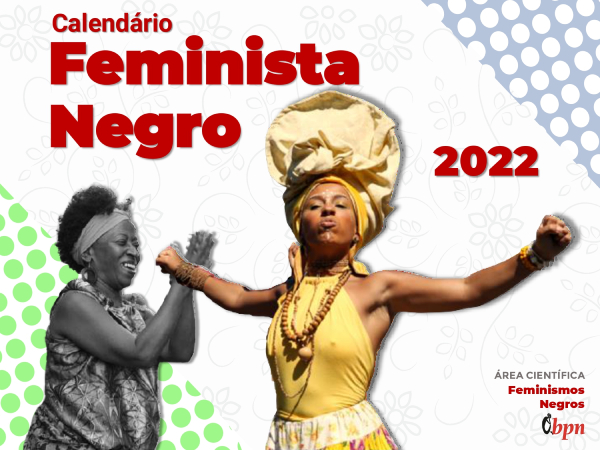 Calendário
Feminista
Negro
2022
ÁREA CIENTÍFICA
Feminismos
Negros
bpn